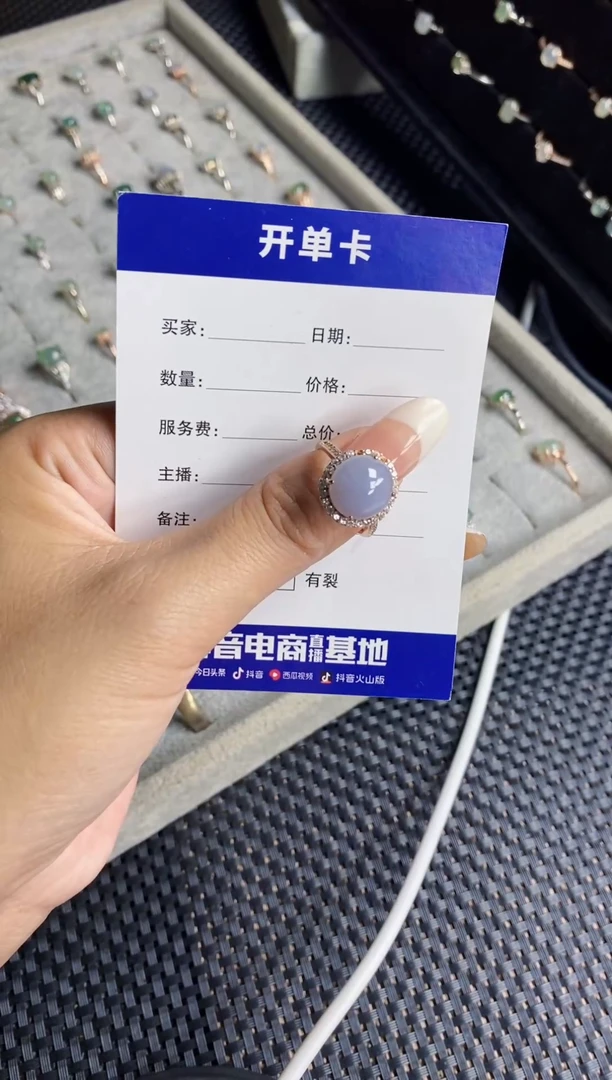 开单卡
买家: 日期:
数量: 价格:
服务费: 总价:
主播:
备注:
有裂
音电商直播基地
今日头条 抖音 西瓜视频 抖音火山版